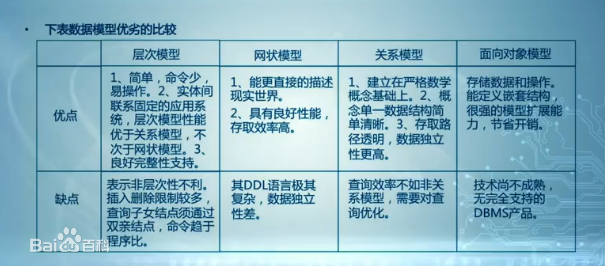 • 下表数据模型优劣的比较
层次模型
网状模型
关系模型
面向对象模型
优点
1、简单，命令少，
易操作。2、实体间
联系固定的应用系
统，层次模型性能
优于关系模型，不
次于网状模型。3、
良好完整性支持。
1、能更直接的描述
现实世界。
2、具有良好性能，
存取效率高。
1、建立在严格数学
概念基础上。2、概
念单一数据结构简
单清晰。3、存取路
径透明，数据独立
性更高。
存储数据和操作。
能定义嵌套结构，
很强的模型扩展能
力，节省开销。
缺点
表示非层次性不利。
插入删除限制较多，
查询子女结点须通过
双亲结点，命令趋于
程序比。
其DDL语言极其
复杂，数据独立
性差。
查询效率不如非关
系模型，需要对查
询优化。
技术尚不成熟，
无完全支持的
DBMS产品。
Bai百科